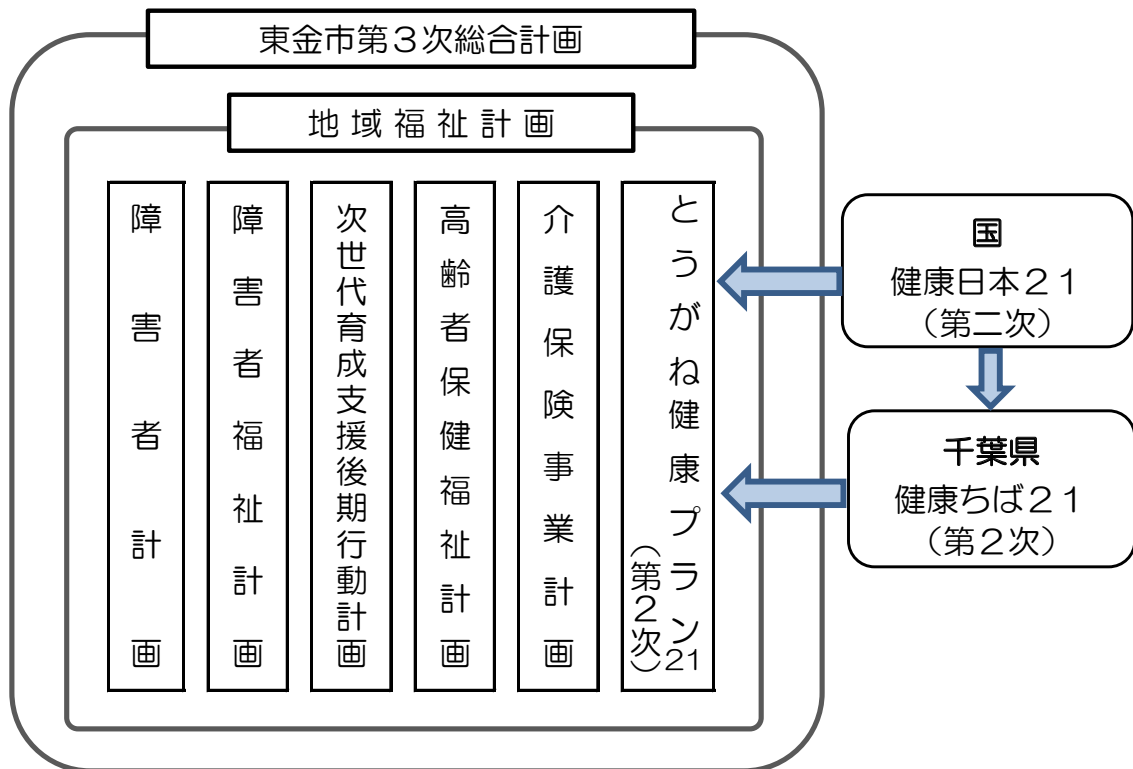 東金市第３次総合計画
地域福祉計画
障害者計画
障害者福祉計画
次世代育成支援後期行動計画
高齢者保健福祉計画
介護保険事業計画
とうがね健康プラン21
（第２次）
国
健康日本２１
（第二次）
千葉県
健康ちば２１
（第２次）